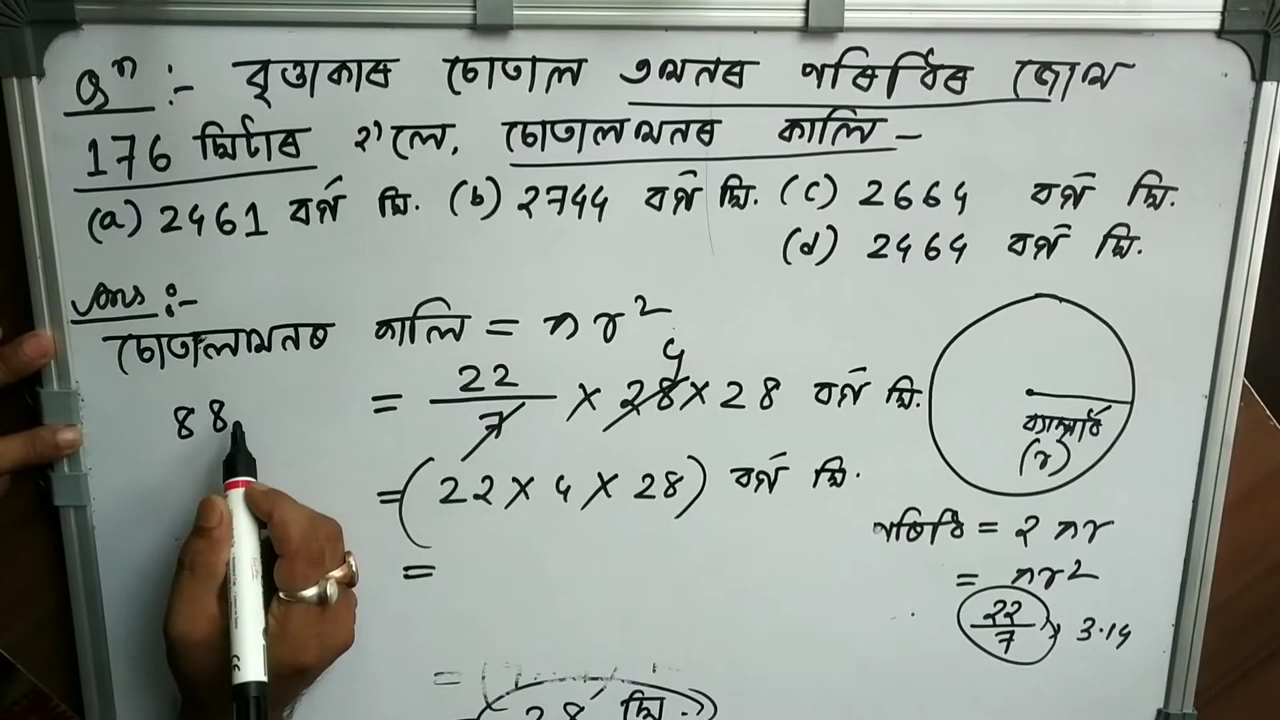 Qⁿ :- বৃত্তাকাৰ চোতাল এখনৰ পৰিধিৰ জোখ
176 মিটাৰ হ'লে, চোতালখনৰ কালি –
(a) 2461 বৰ্গ মি. (b) 2744 বৰ্গ মি. (c) 2664 বৰ্গ মি.
(d) 2464 বৰ্গ মি.
Ans :-
চোতালখনৰ কালি = πr²
= 22/7 × 28 × 28 বৰ্গ মি.
4
= (22 × 4 × 28) বৰ্গ মি.
=
88
ব্যাসাৰ্ধ
(r)
পৰিধি = 2πr
= πr²
22/7, 3.14
= (
28 মি.)